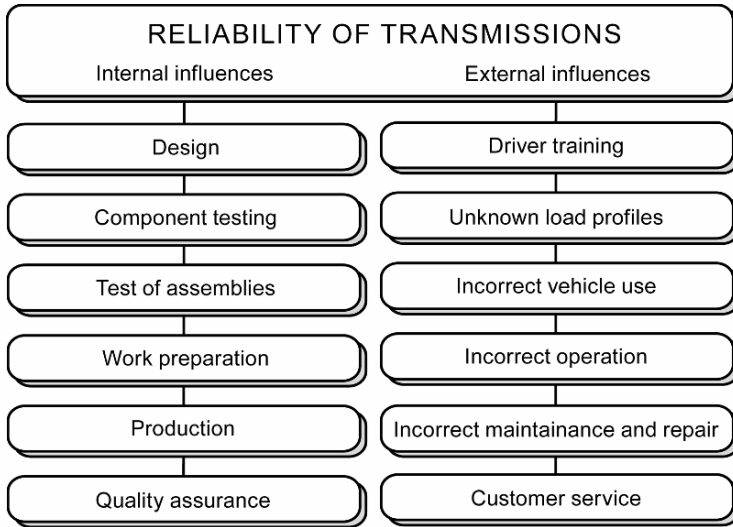 RELIABILITY OF TRANSMISSIONS
Internal influences
External influences
Design
Component testing
Test of assemblies
Work preparation
Production
Quality assurance
Driver training
Unknown load profiles
Incorrect vehicle use
Incorrect operation
Incorrect maintainance and repair
Customer service